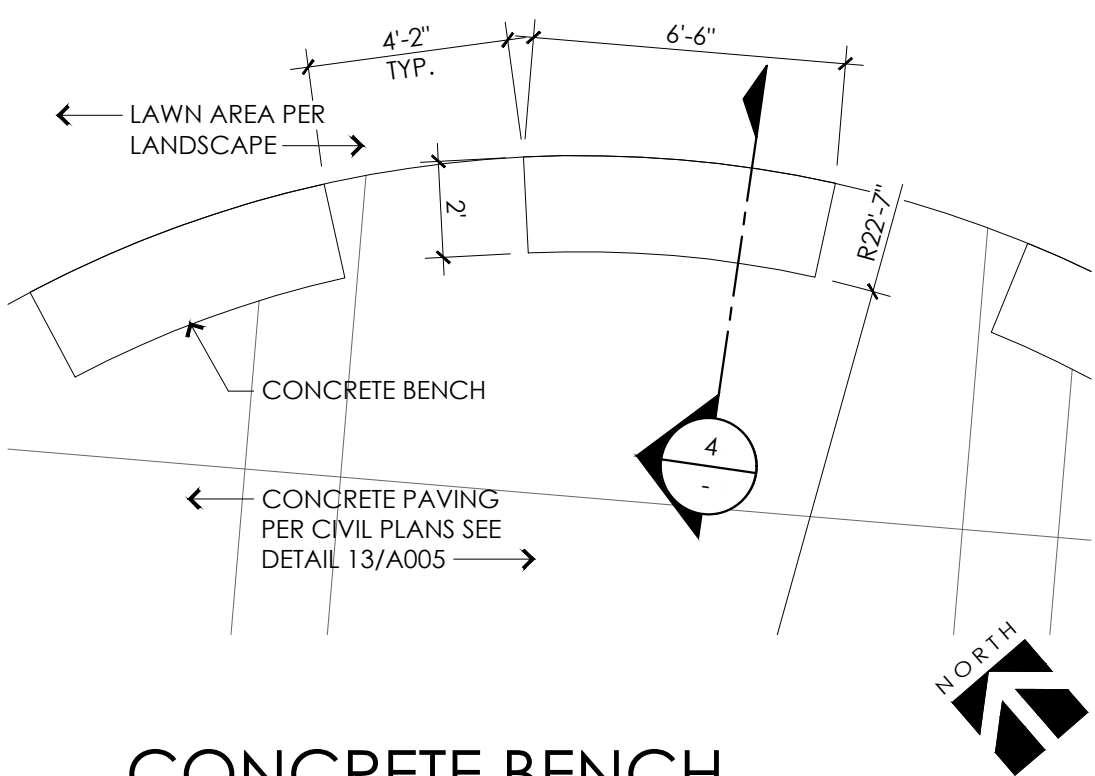 4'-2"
TYP.
6'-6"
LAWN AREA PER
LANDSCAPE
2'
R22'-7"
CONCRETE BENCH
4
-
CONCRETE PAVING
PER CIVIL PLANS SEE
DETAIL 13/A005
NORTH
CONCRETE BENCH